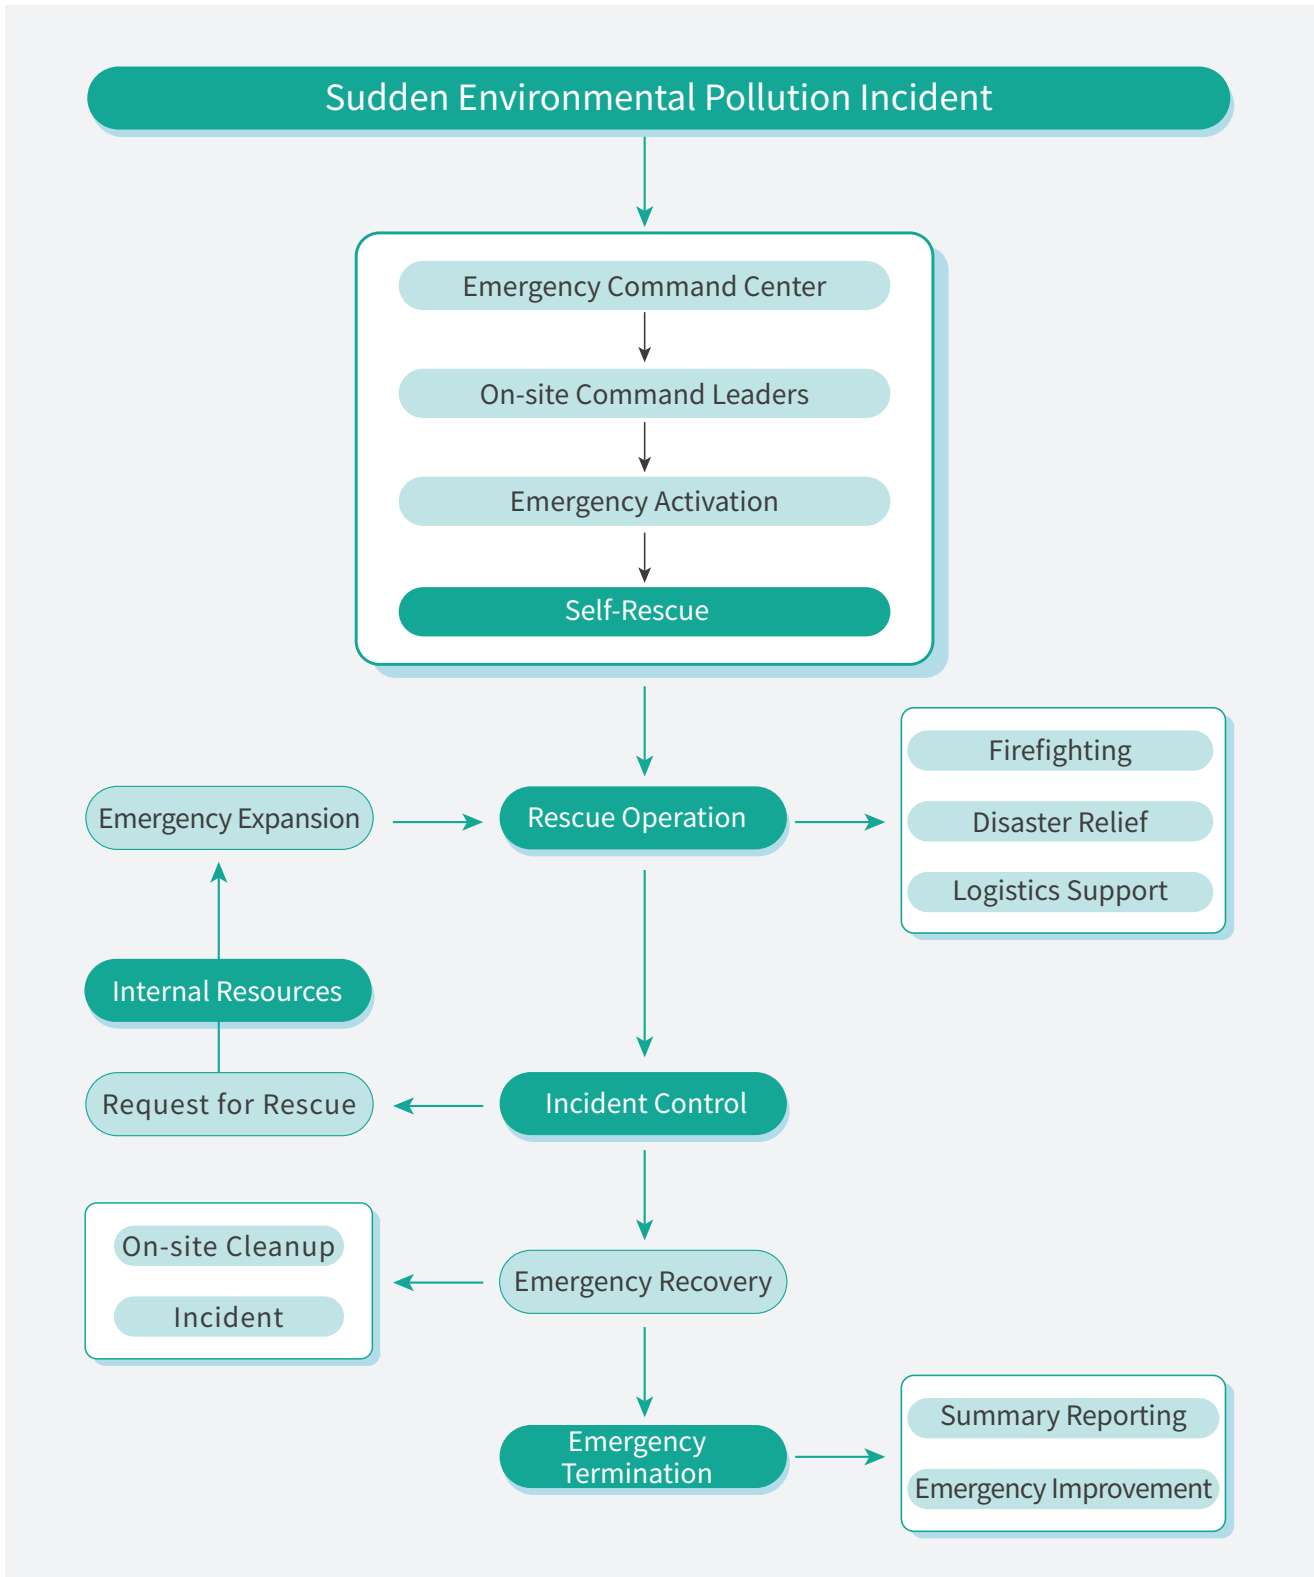 Sudden Environmental Pollution Incident
Emergency Command Center
On-site Command Leaders
Emergency Activation
Self-Rescue
Firefighting
Emergency Expansion
Rescue Operation
Disaster Relief
Logistics Support
Internal Resources
Request for Rescue
Incident Control
On-site Cleanup
Emergency Recovery
Incident
Summary Reporting
Emergency
Termination
Emergency Improvement